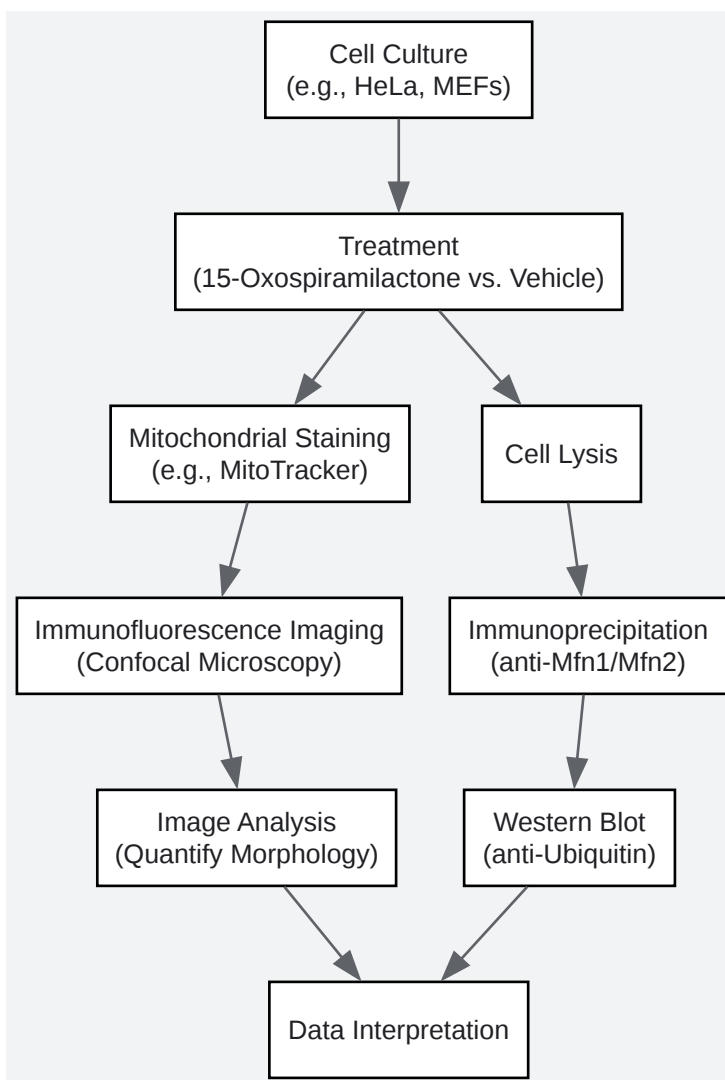 Cell Culture
(e.g., HeLa, MEFs)
Treatment
(15-Oxospiramilactone vs. Vehicle)
Mitochondrial Staining
(e.g., MitoTracker)
Cell Lysis
Immunofluorescence Imaging
(Confocal Microscopy)
Immunoprecipitation
(anti-Mfn1/Mfn2)
Image Analysis
(Quantify Morphology)
Western Blot
(anti-Ubiquitin)
Data Interpretation